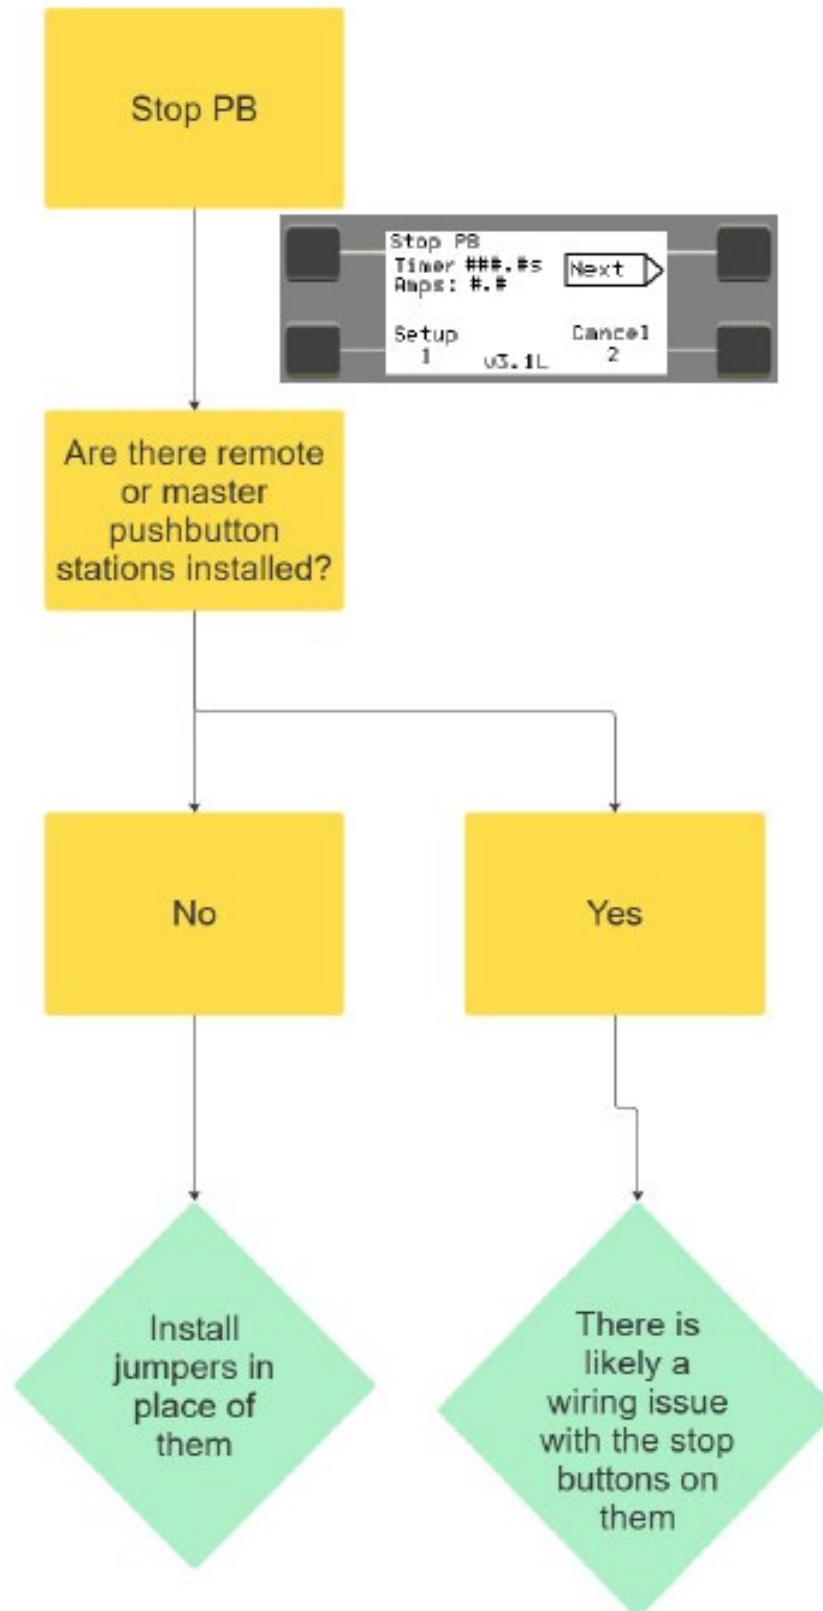 Stop PB
Stop PB
Timer ###.#s
Next
Amps: #.#
Setup
Cancel
1
2
v3.1L
Are there remote
or master
pushbutton
stations installed?
No
Yes
Install
jumpers in
place of
them
There is
likely a
wiring issue
with the stop
buttons on
them